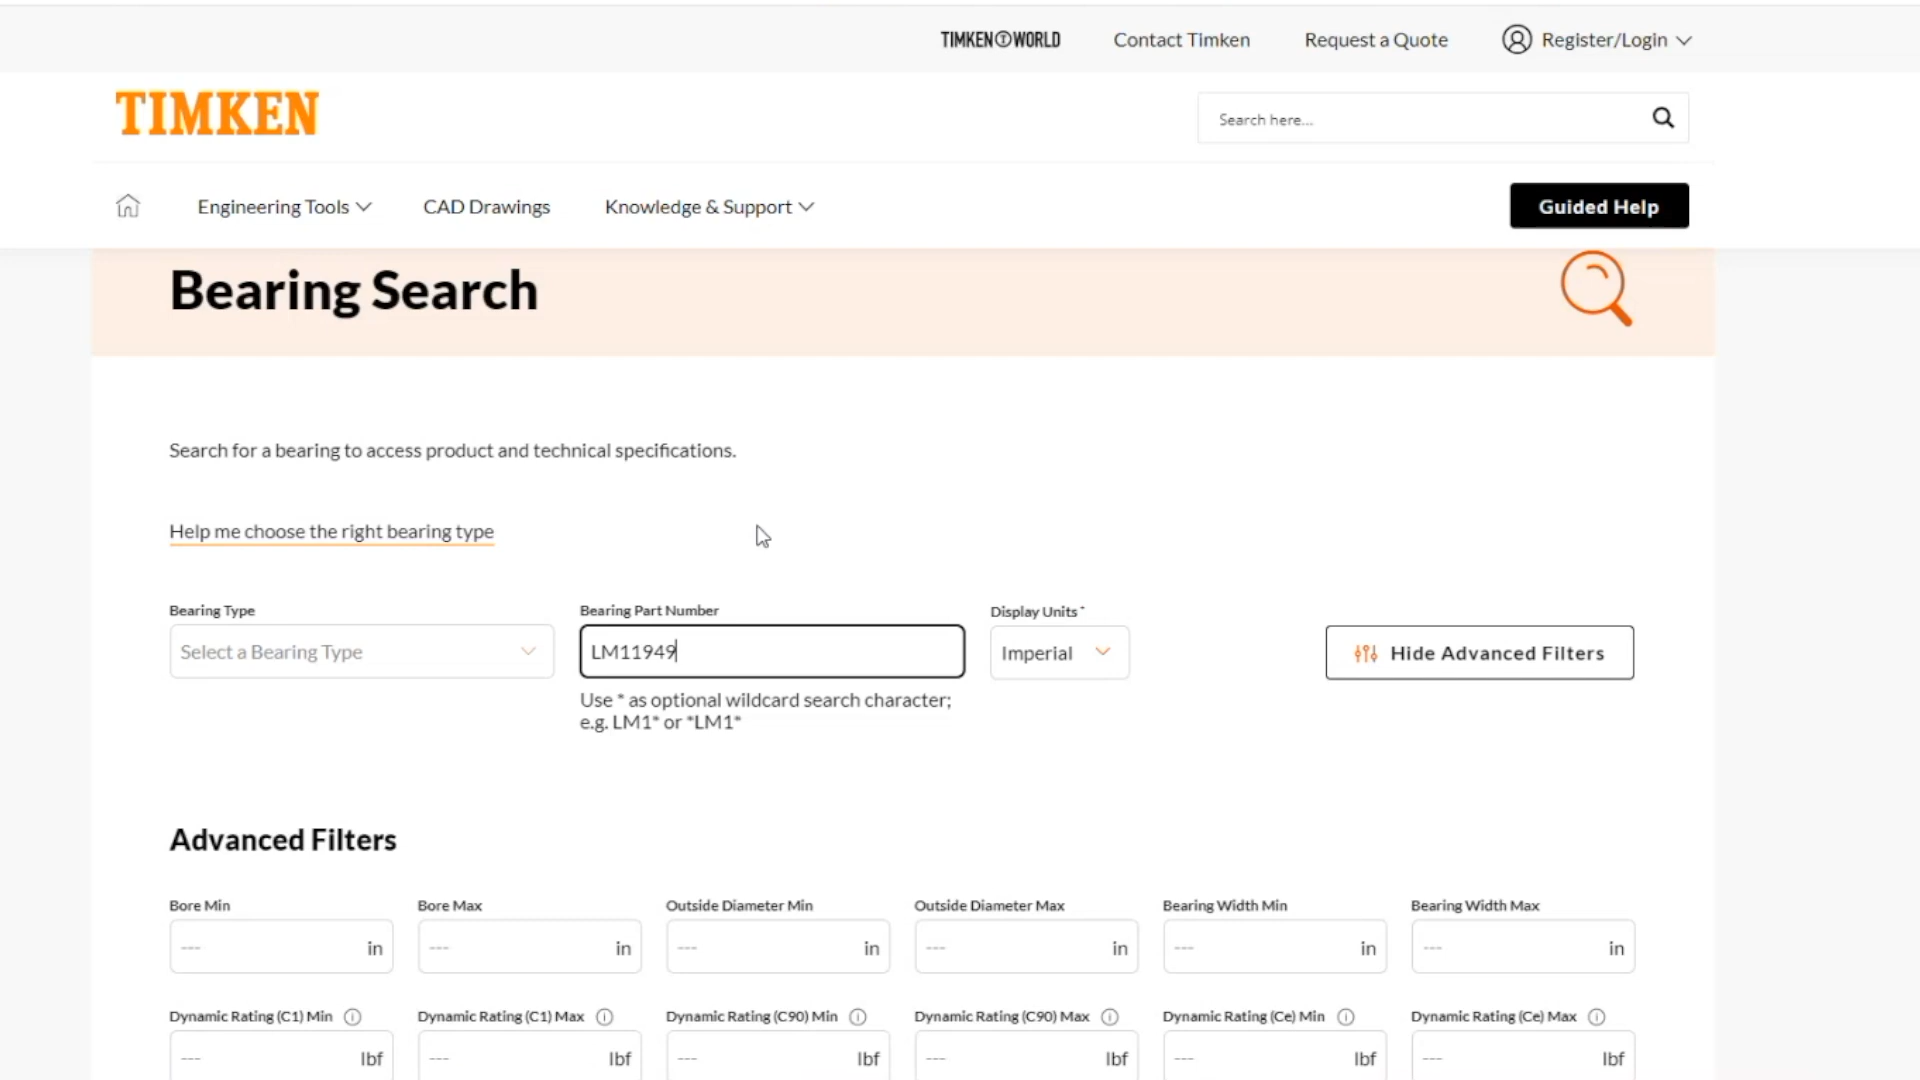 TIMKEN WORLD
Contact Timken
Request a Quote
Register/Login
TIMKEN
Search here...
Engineering Tools
CAD Drawings
Knowledge & Support
Guided Help
Bearing Search
Search for a bearing to access product and technical specifications.
Help me choose the right bearing type
Bearing Type
Bearing Part Number
Display Units*
Select a Bearing Type
LM11949
Imperial
Hide Advanced Filters
Use * as optional wildcard search character;
e.g. LM1* or *LM1*
Advanced Filters
Bore Min
Bore Max
Outside Diameter Min
Outside Diameter Max
Bearing Width Min
Bearing Width Max
--- in
--- in
--- in
--- in
--- in
--- in
Dynamic Rating (C1) Min
Dynamic Rating (C1) Max
Dynamic Rating (C90) Min
Dynamic Rating (C90) Max
Dynamic Rating (Ce) Min
Dynamic Rating (Ce) Max
--- lbf
--- lbf
--- lbf
--- lbf
--- lbf
--- lbf